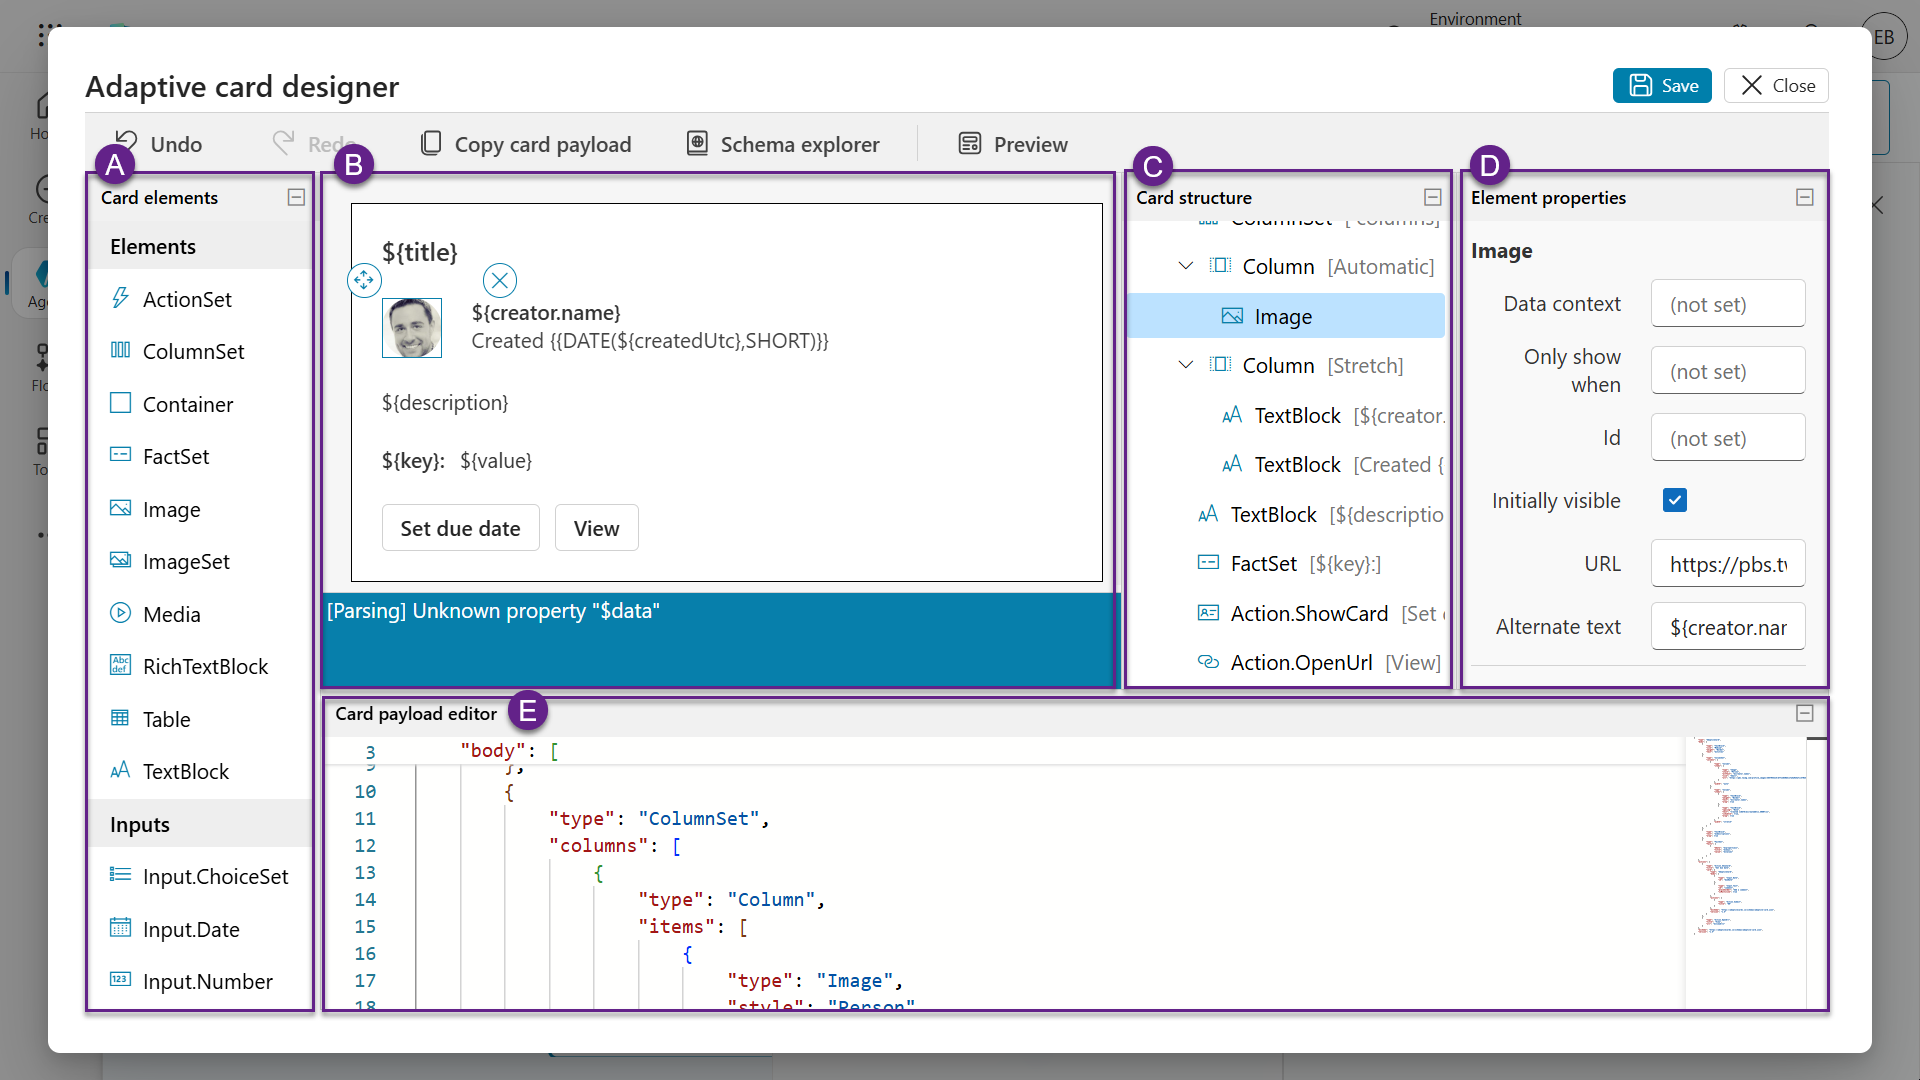 Environment
EB
Adaptive card designer
Save
Close
Undo
Redo
Copy card payload
Schema explorer
Preview
A
B
C
D
Card elements
Elements
ActionSet
ColumnSet
Container
FactSet
Image
ImageSet
Media
RichTextBlock
Table
TextBlock
Inputs
Input.ChoiceSet
Input.Date
Input.Number
${title}
${creator.name}
Created {{DATE(${createdUtc},SHORT)}}
${description}
${key}: ${value}
Set due date
View
[Parsing] Unknown property "$data"
Card structure
ColumnSet [ columns]
Column [Automatic]
Image
Column [Stretch]
TextBlock [${creator.
TextBlock [Created {
TextBlock [${descriptio
FactSet [${key}:]
Action.ShowCard [Set
Action.OpenUrl [View]
Element properties
Image
Data context (not set)
Only show when (not set)
Id (not set)
Initially visible
URL https://pbs.tv
Alternate text ${creator.nar
Card payload editor E
3 "body": [
9 },
10 {
11 "type": "ColumnSet",
12 "columns": [
13 {
14 "type": "Column",
15 "items": [
16 {
17 "type": "Image",
18 "style": "Person"